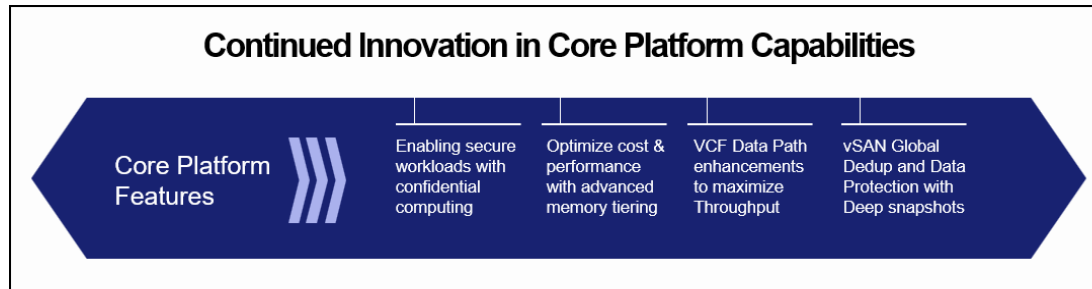 Continued Innovation in Core Platform Capabilities
Core Platform
Features
Enabling secure
workloads with
confidential
computing
Optimize cost &
performance
with advanced
memory tiering
VCF Data Path
enhancements
to maximize
Throughput
vSAN Global
Dedup and Data
Protection with
Deep snapshots